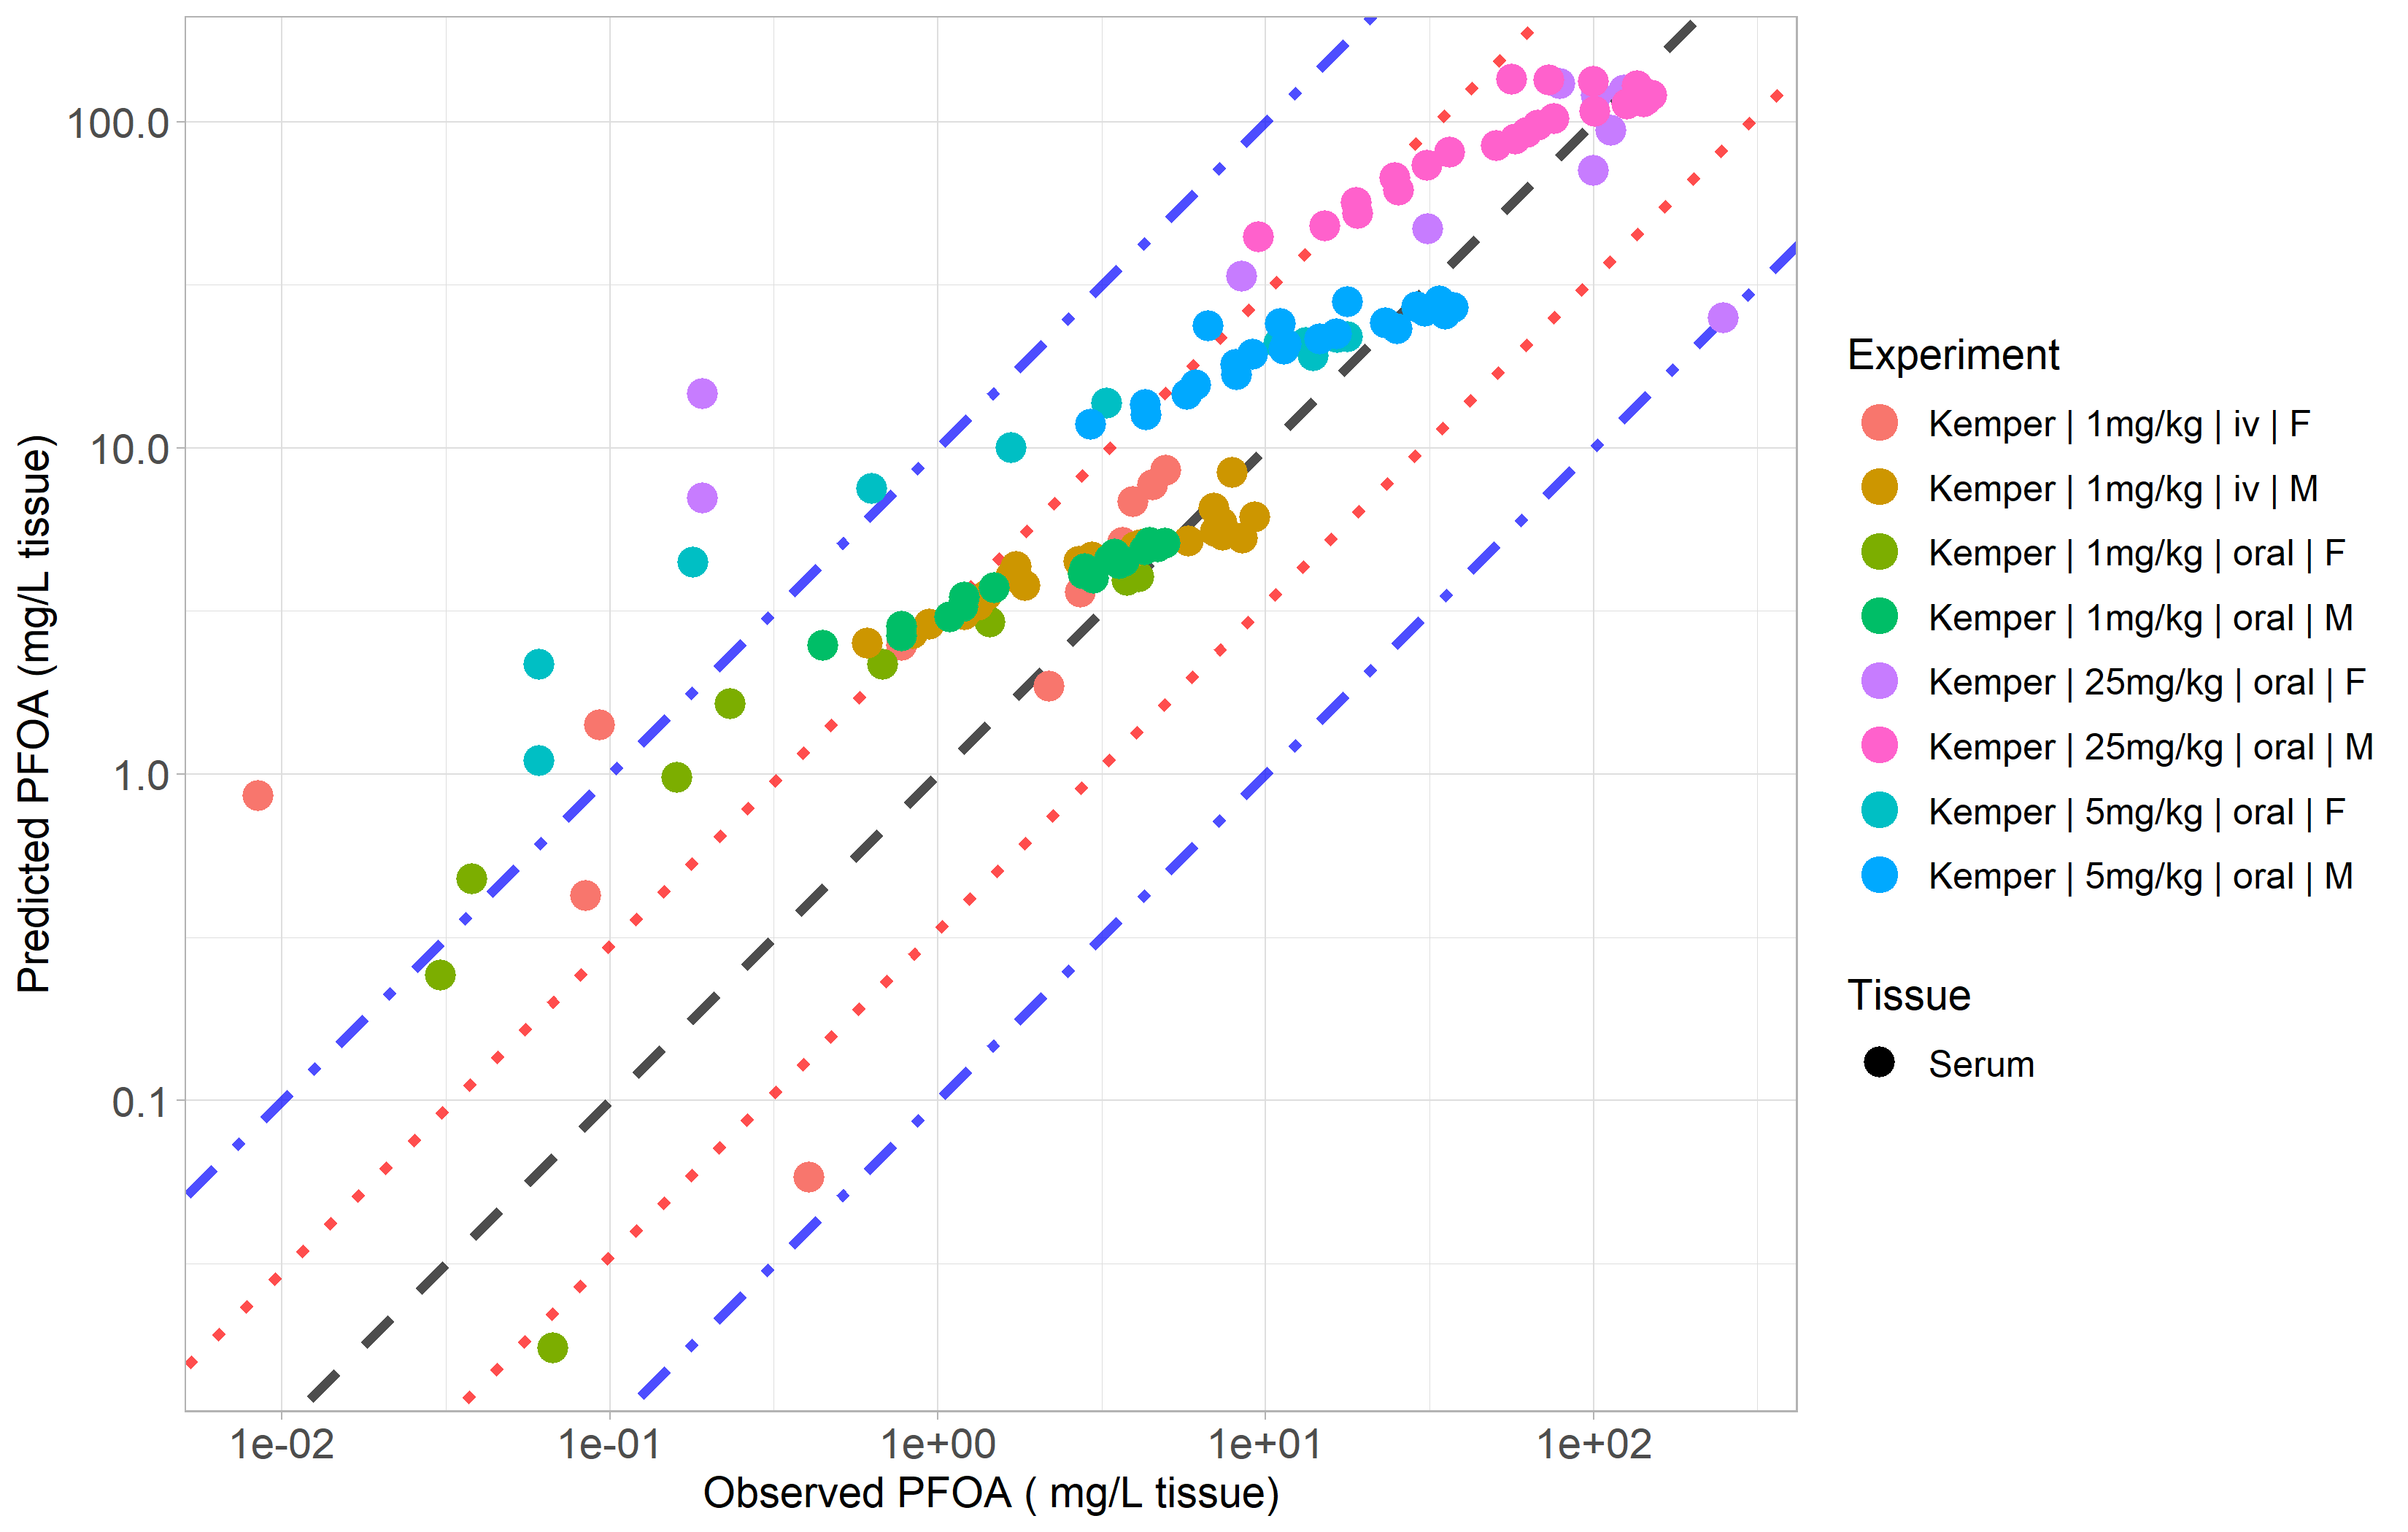 Predicted PFOA (mg/L tissue)
100.0
10.0
1.0
0.1
1e-02
1e-01
1e+00
1e+01
1e+02
Observed PFOA ( mg/L tissue)
Experiment
Kemper | 1mg/kg | iv | F
Kemper | 1mg/kg | iv | M
Kemper | 1mg/kg | oral | F
Kemper | 1mg/kg | oral | M
Kemper | 25mg/kg | oral | F
Kemper | 25mg/kg | oral | M
Kemper | 5mg/kg | oral | F
Kemper | 5mg/kg | oral | M
Tissue
Serum